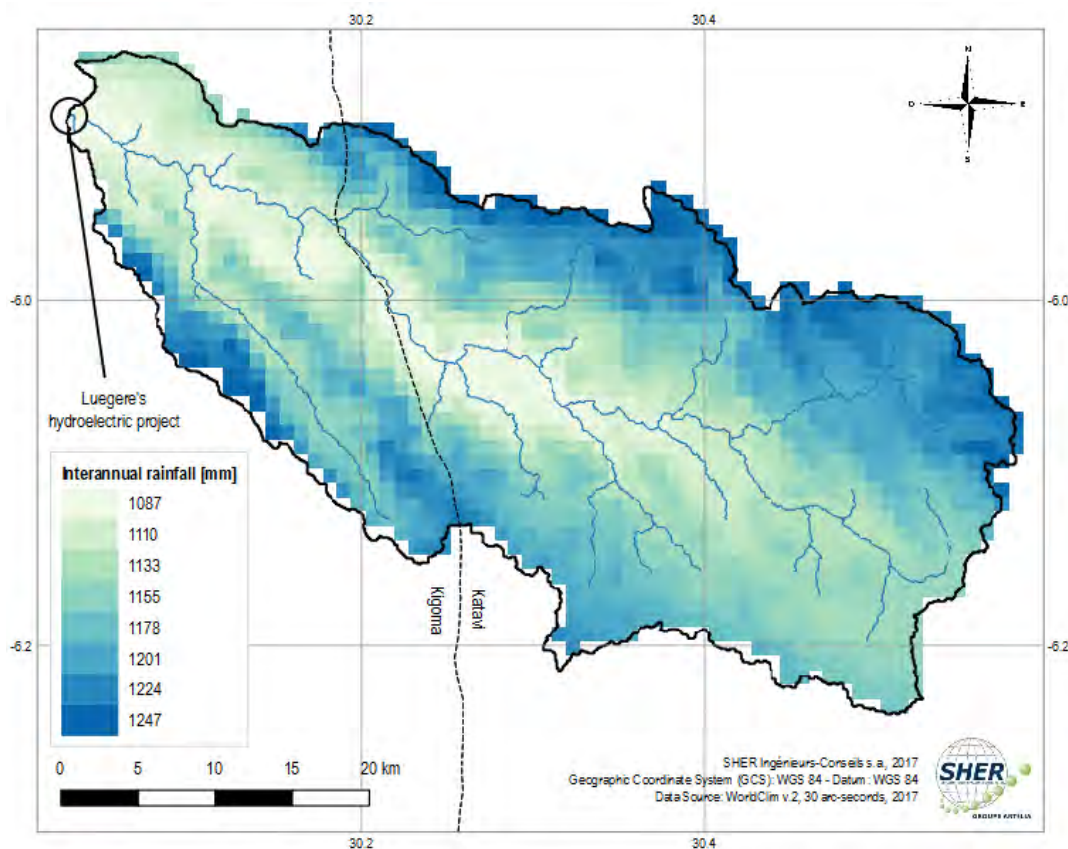 30.2
30.4
N
O
E
S
-6.0
-6.0
Luegere's
hydroelectric project
Interannual rainfall [mm]
1087
1110
1133
1155
1178
1201
1224
1247
Kigoma
Katavi
-6.2
-6.2
0 5 10 15 20 km
SHER Ingénieurs-Conseils s.a, 2017
Geographic Coordinate System (GCS): WGS 84 - Datum : WGS 84
Data Source: WorldClim v.2, 30 arc-seconds, 2017
SHER
GROUPE ARTELIA
30.2
30.4